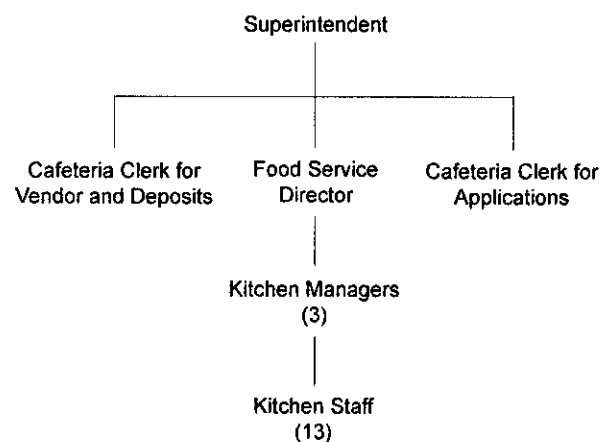 Superintendent
Cafeteria Clerk for
Vendor and Deposits
Food Service
Director
Cafeteria Clerk for
Applications
Kitchen Managers
(3)
Kitchen Staff
(13)